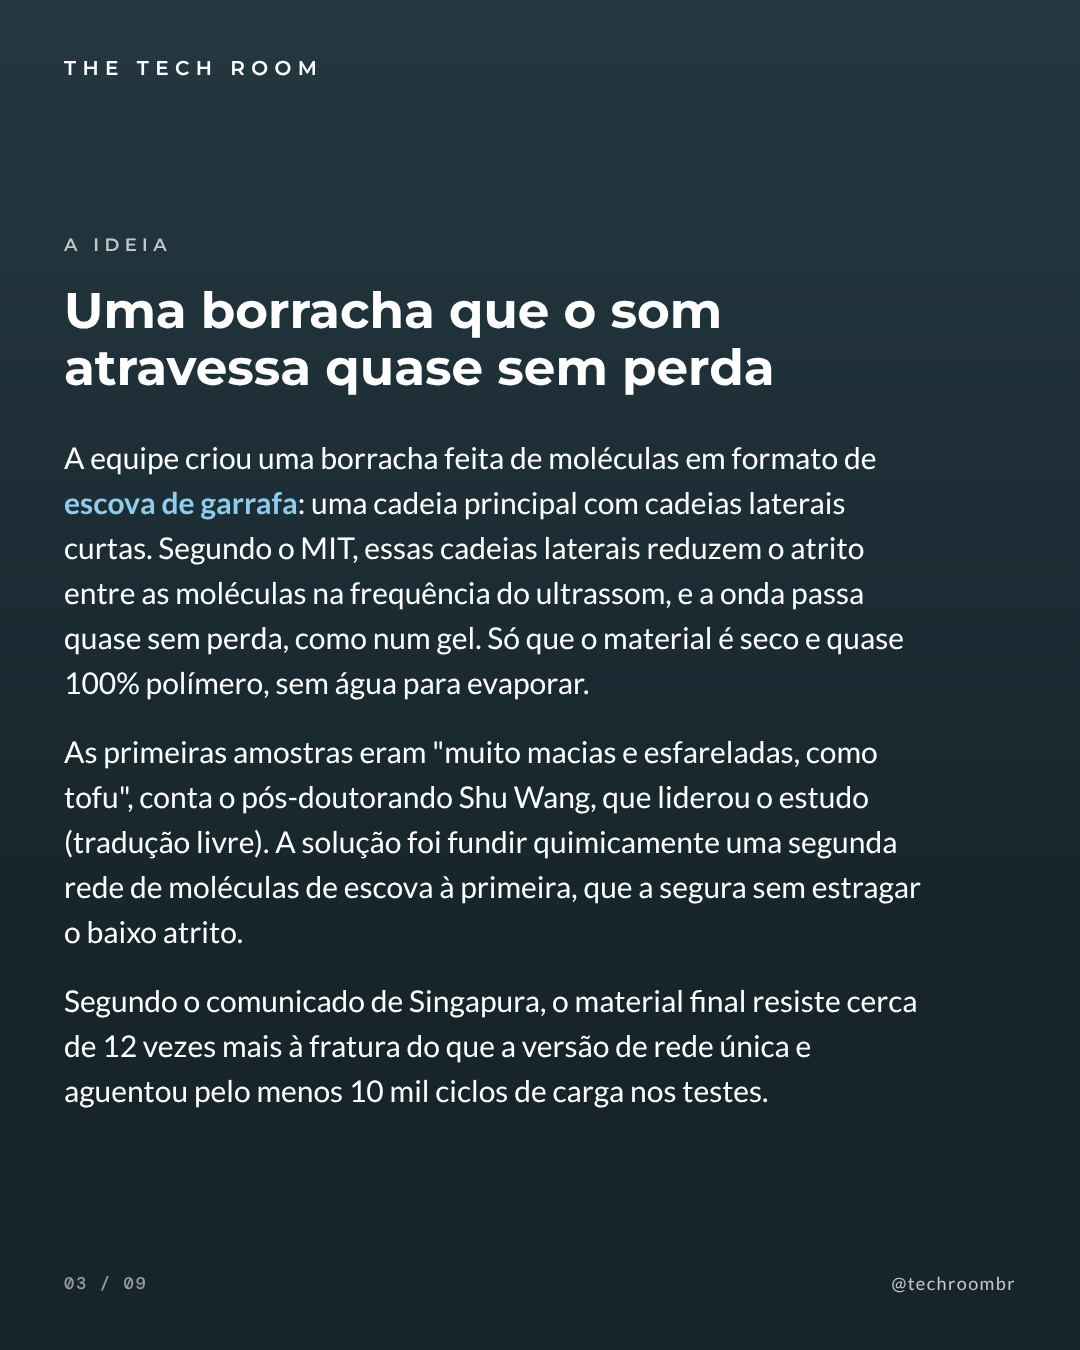 THE TECH ROOM
A IDEIA
Uma borracha que o som
atravessa quase sem perda
A equipe criou uma borracha feita de moléculas em formato de
escova de garrafa: uma cadeia principal com cadeias laterais
curtas. Segundo o MIT, essas cadeias laterais reduzem o atrito
entre as moléculas na frequência do ultrassom, e a onda passa
quase sem perda, como num gel. Só que o material é seco e quase
100% polímero, sem água para evaporar.
As primeiras amostras eram "muito macias e esfareladas, como
tofu", conta o pós-doutorando Shu Wang, que liderou o estudo
(tradução livre). A solução foi fundir quimicamente uma segunda
rede de moléculas de escova à primeira, que a segura sem estragar
o baixo atrito.
Segundo o comunicado de Singapura, o material final resiste cerca
de 12 vezes mais à fratura do que a versão de rede única e
aguentou pelo menos 10 mil ciclos de carga nos testes.
03 / 09
@techroombr